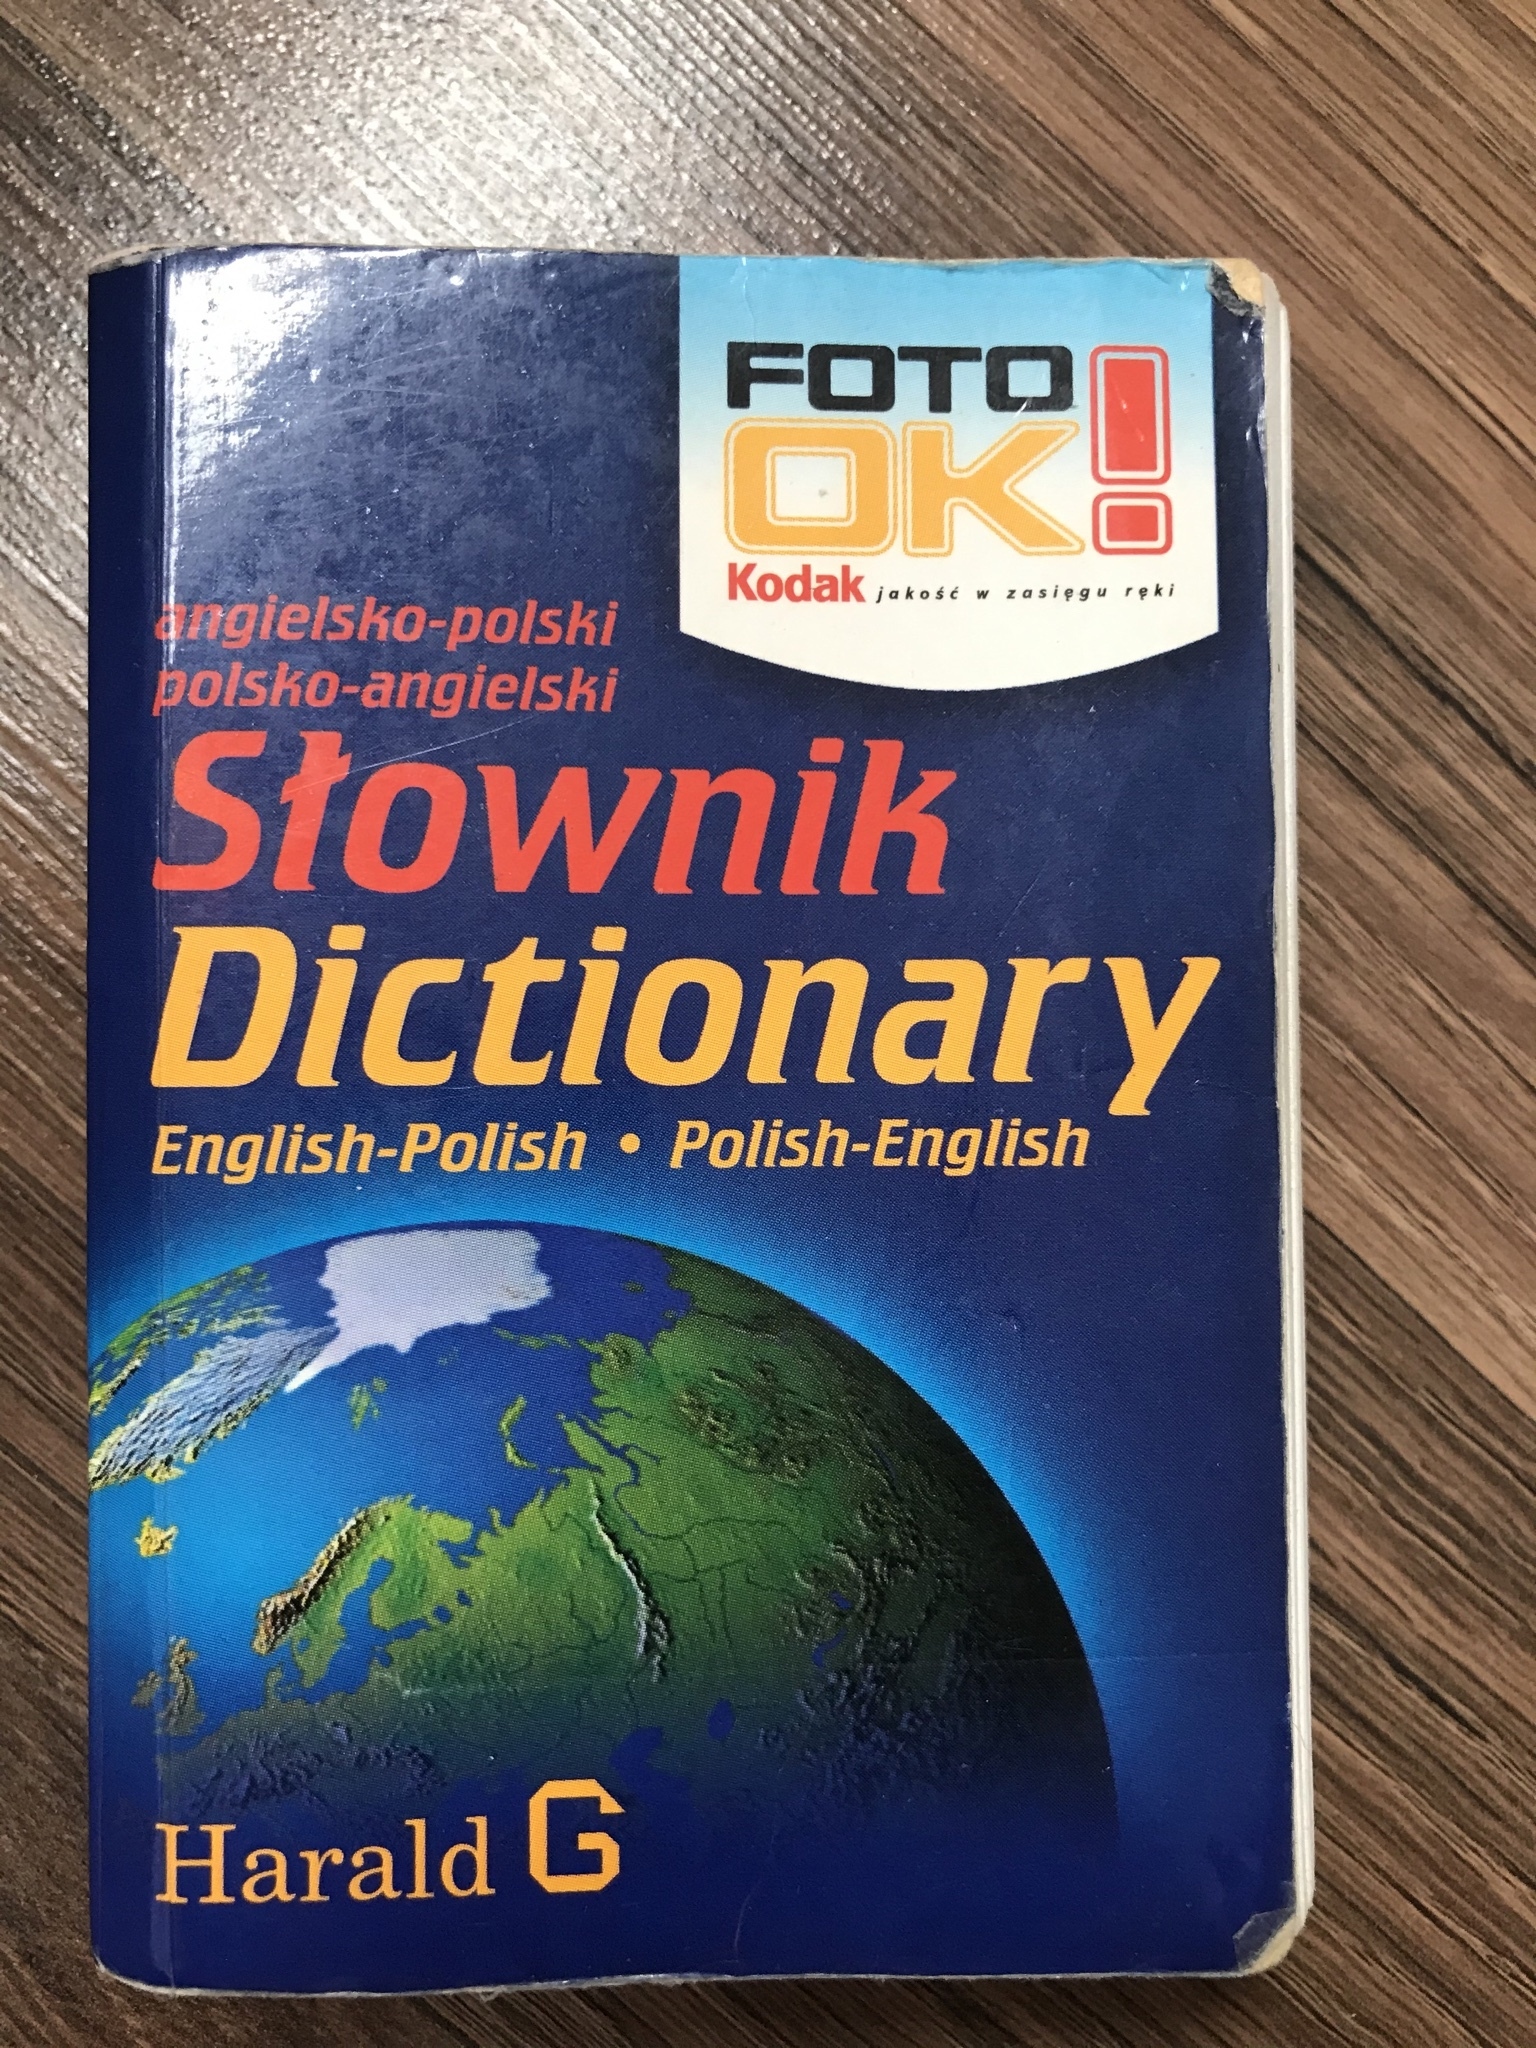 FOTO
OK!
Kodak jakość w zasięgu ręki
angielsko-polski
polsko-angielski
Słownik
Dictionary
English-Polish • Polish-English
Harald G